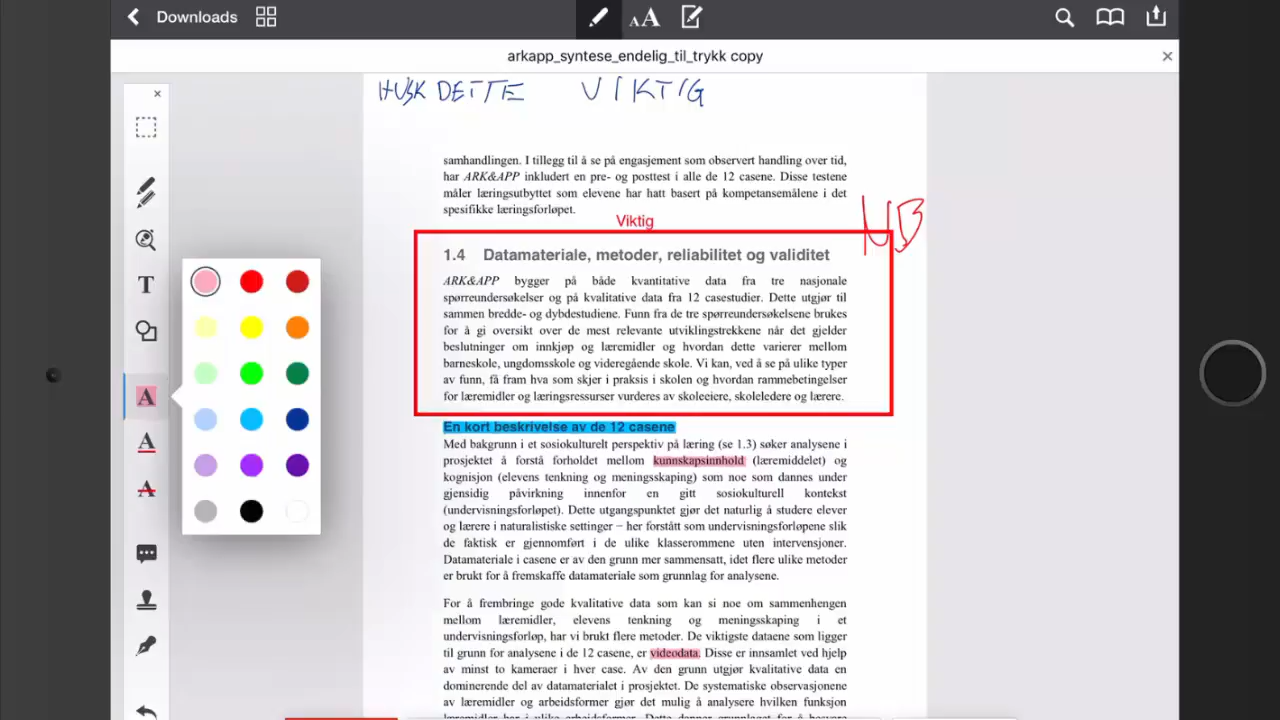 Downloads
AA
arkapp_syntese_endelig_til_trykk copy
HUSK DETTE VIKTIG
samhandlingen. I tillegg til å se på engasjement som observert handling over tid,
har ARK&APP inkludert en pre- og posttest i alle de 12 casene. Disse testene
måler læringsutbyttet som elevene har hatt basert på kompetansemålene i det
spesifikke læringsforløpet.
Viktig
NB
1.4 Datamateriale, metoder, reliabilitet og validitet
ARK&APP bygger på både kvantitative data fra tre nasjonale
spørreundersøkelser og på kvalitative data fra 12 casestudier. Dette utgjør til
sammen bredde- og dybdestudiene. Funn fra de tre spørreundersøkelsene brukes
for å gi oversikt over de mest relevante utviklingstrekkene når det gjelder
beslutninger om innkjøp og læremidler og hvordan dette varierer mellom
barneskole, ungdomsskole og videregående skole. Vi kan, ved å se på ulike typer
av funn, få fram hva som skjer i praksis i skolen og hvordan rammebetingelser
for læremidler og læringsressurser vurderes av skoleeiere, skoleledere og lærere.
En kort beskrivelse av de 12 casene
Med bakgrunn i et sosiokulturelt perspektiv på læring (se 1.3) søker analysene i
prosjektet å forstå forholdet mellom kunnskapsinnhold (læremiddelet) og
kognisjon (elevens tenkning og meningsskaping) som noe som dannes under
gjensidig påvirkning innenfor en gitt sosiokulturell kontekst
(undervisningsforløpet). Dette utgangspunktet gjør det naturlig å studere elever
og lærere i naturalistiske settinger – her forstått som undervisningsforløpene slik
de faktisk er gjennomført i de ulike klasserommene uten intervensjoner.
Datamateriale i casene er av den grunn mer sammensatt, idet flere ulike metoder
er brukt for å fremskaffe datamateriale som grunnlag for analysene.
For å frembringe gode kvalitative data som kan si noe om sammenhengen
mellom læremidler, elevens tenkning og meningsskaping i et
undervisningsforløp, har vi brukt flere metoder. De viktigste dataene som ligger
til grunn for analysene i de 12 casene, er videodata. Disse er innsamlet ved hjelp
av minst to kameraer i hver case. Av den grunn utgjør kvalitative data en
dominerende del av datamaterialet i prosjektet. De systematiske observasjonene
av læremidler og arbeidsformer gjør det mulig å analysere hvilken funksjon
læremidler har i ulike arbeidsformer. Dette danner grunnlaget for å besvare
T
A
A
A